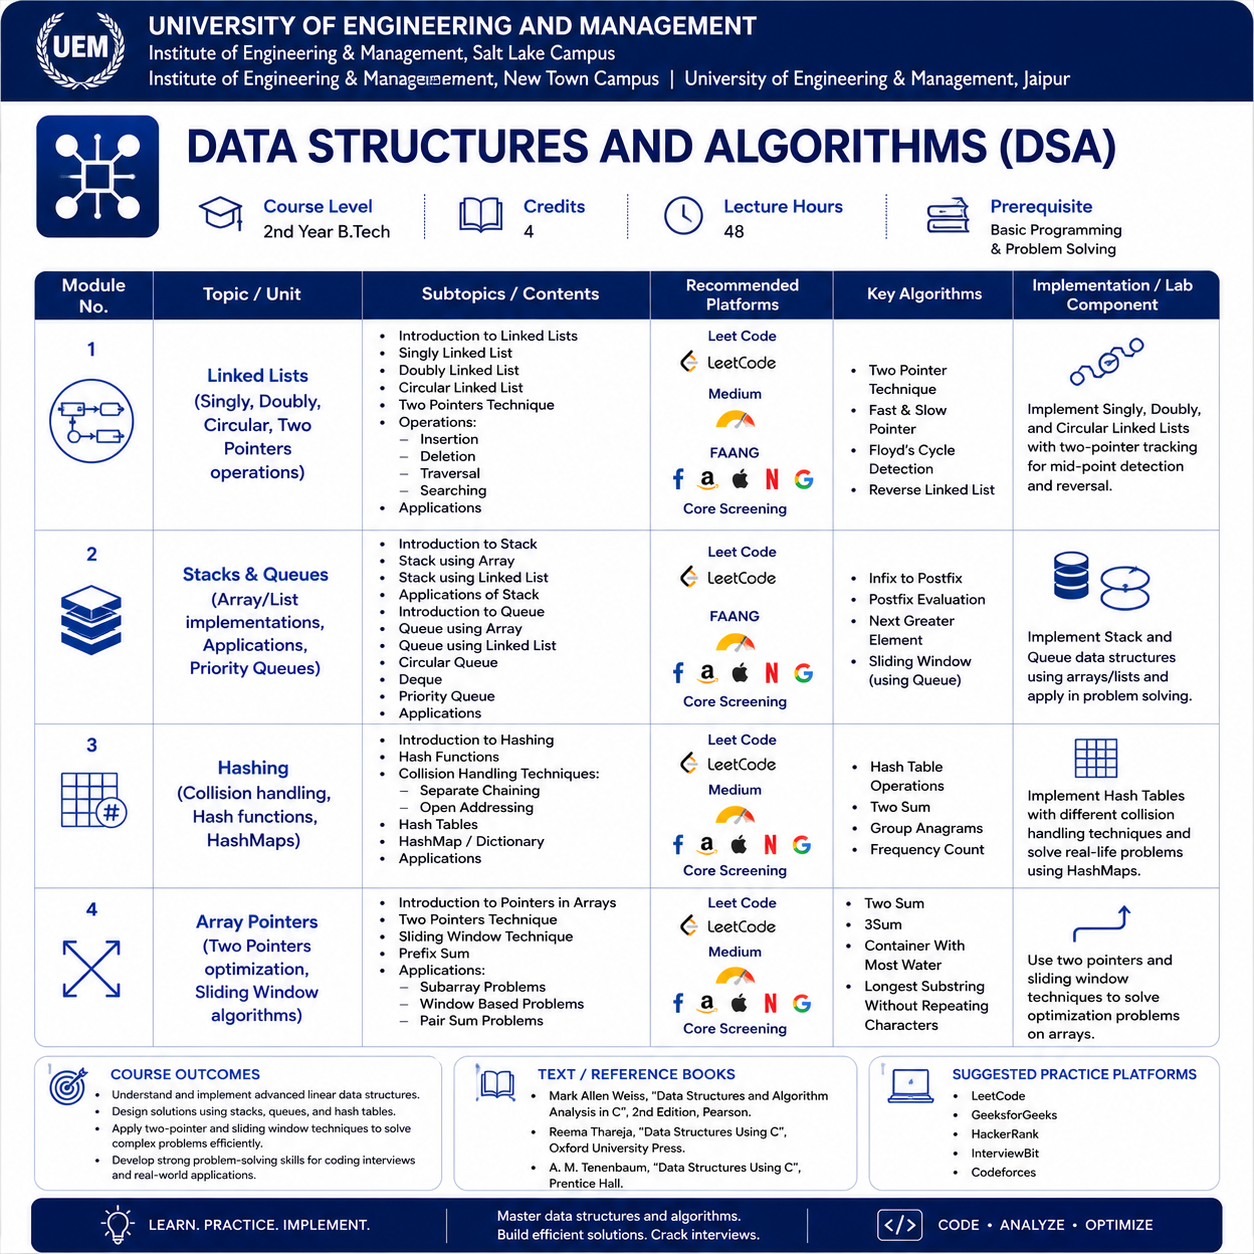 UEM
UNIVERSITY OF ENGINEERING AND MANAGEMENT
Institute of Engineering & Management, Salt Lake Campus
Institute of Engineering & Management, New Town Campus | University of Engineering & Management, Jaipur
DATA STRUCTURES AND ALGORITHMS (DSA)
Course Level
2nd Year B.Tech
Credits
4
Lecture Hours
48
Prerequisite
Basic Programming
& Problem Solving
Module
No.
Topic / Unit
Subtopics / Contents
Recommended
Platforms
Key Algorithms
Implementation / Lab
Component
1
Linked Lists
(Singly, Doubly,
Circular, Two
Pointers
operations)
• Introduction to Linked Lists
• Singly Linked List
• Doubly Linked List
• Circular Linked List
• Two Pointers Technique
• Operations:
– Insertion
– Deletion
– Traversal
– Searching
• Applications
Leet Code
LeetCode
Medium
FAANG
f a N G
Core Screening
• Two Pointer
Technique
• Fast & Slow
Pointer
• Floyd's Cycle
Detection
• Reverse Linked List
Implement Singly, Doubly,
and Circular Linked Lists
with two-pointer tracking
for mid-point detection
and reversal.
2
Stacks & Queues
(Array/List
implementations,
Applications,
Priority Queues)
• Introduction to Stack
• Stack using Array
• Stack using Linked List
• Applications of Stack
• Introduction to Queue
• Queue using Array
• Queue using Linked List
• Circular Queue
• Deque
• Priority Queue
• Applications
Leet Code
LeetCode
FAANG
f a N G
Core Screening
• Infix to Postfix
• Postfix Evaluation
• Next Greater
Element
• Sliding Window
(using Queue)
Implement Stack and
Queue data structures
using arrays/lists and
apply in problem solving.
3
#
Hashing
(Collision handling,
Hash functions,
HashMaps)
• Introduction to Hashing
• Hash Functions
• Collision Handling Techniques:
– Separate Chaining
– Open Addressing
• Hash Tables
• HashMap / Dictionary
• Applications
Leet Code
LeetCode
Medium
f a N G
Core Screening
• Hash Table
Operations
• Two Sum
• Group Anagrams
• Frequency Count
Implement Hash Tables
with different collision
handling techniques and
solve real-life problems
using HashMaps.
4
Array Pointers
(Two Pointers
optimization,
Sliding Window
algorithms)
• Introduction to Pointers in Arrays
• Two Pointers Technique
• Sliding Window Technique
• Prefix Sum
• Applications:
– Subarray Problems
– Window Based Problems
– Pair Sum Problems
Leet Code
LeetCode
Medium
f a N G
Core Screening
• Two Sum
• 3Sum
• Container With
Most Water
• Longest Substring
Without Repeating
Characters
Use two pointers and
sliding window
techniques to solve
optimization problems
on arrays.
COURSE OUTCOMES
• Understand and implement advanced linear data structures.
• Design solutions using stacks, queues, and hash tables.
• Apply two-pointer and sliding window techniques to solve
complex problems efficiently.
• Develop strong problem-solving skills for coding interviews
and real-world applications.
TEXT / REFERENCE BOOKS
• Mark Allen Weiss, "Data Structures and Algorithm
Analysis in C", 2nd Edition, Pearson.
• Reema Thareja, "Data Structures Using C",
Oxford University Press.
• A. M. Tenenbaum, "Data Structures Using C",
Prentice Hall.
SUGGESTED PRACTICE PLATFORMS
• LeetCode
• GeeksforGeeks
• HackerRank
• InterviewBit
• Codeforces
LEARN. PRACTICE. IMPLEMENT.
Master data structures and algorithms.
Build efficient solutions. Crack interviews.
</>
CODE • ANALYZE • OPTIMIZE